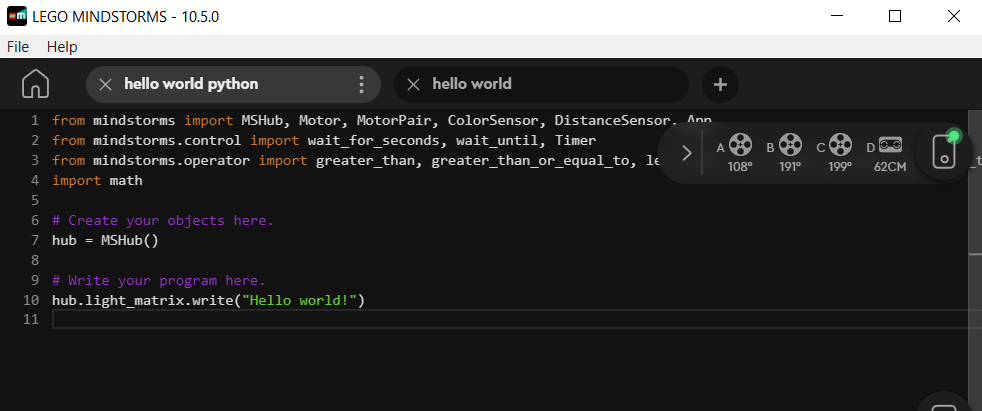 LEGO MINDSTORMS - 10.5.0
File Help
hello world python
hello world
1 from mindstorms import MSHub, Motor, MotorPair, ColorSensor, DistanceSensor, App
2 from mindstorms.control import wait_for_seconds, wait_until, Timer
3 from mindstorms.operator import greater_than, greater_than_or_equal_to,
A 108° B 191° C 199° D 62CM
4 import math
5
6 # Create your objects here.
7 hub = MSHub()
8
9 # Write your program here.
10 hub.light_matrix.write("Hello world!")
11